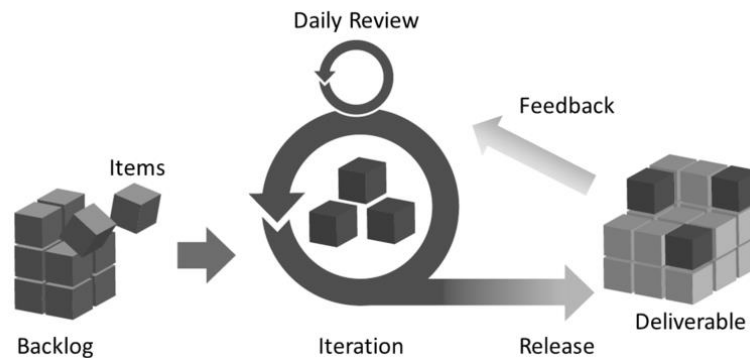 Daily Review
Feedback
Items
Backlog
Iteration
Release
Deliverable